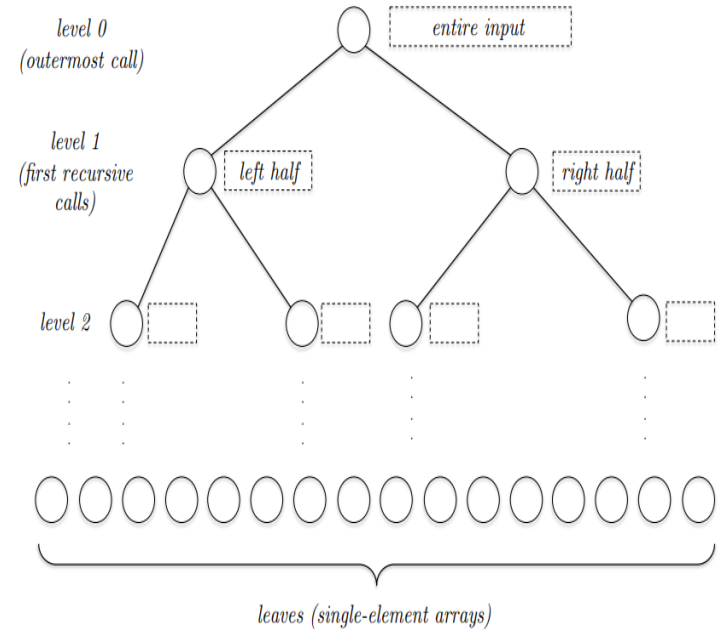 level 0
(outermost call)
entire input
level 1
(first recursive
calls)
left half
right half
level 2
leaves (single-element arrays)